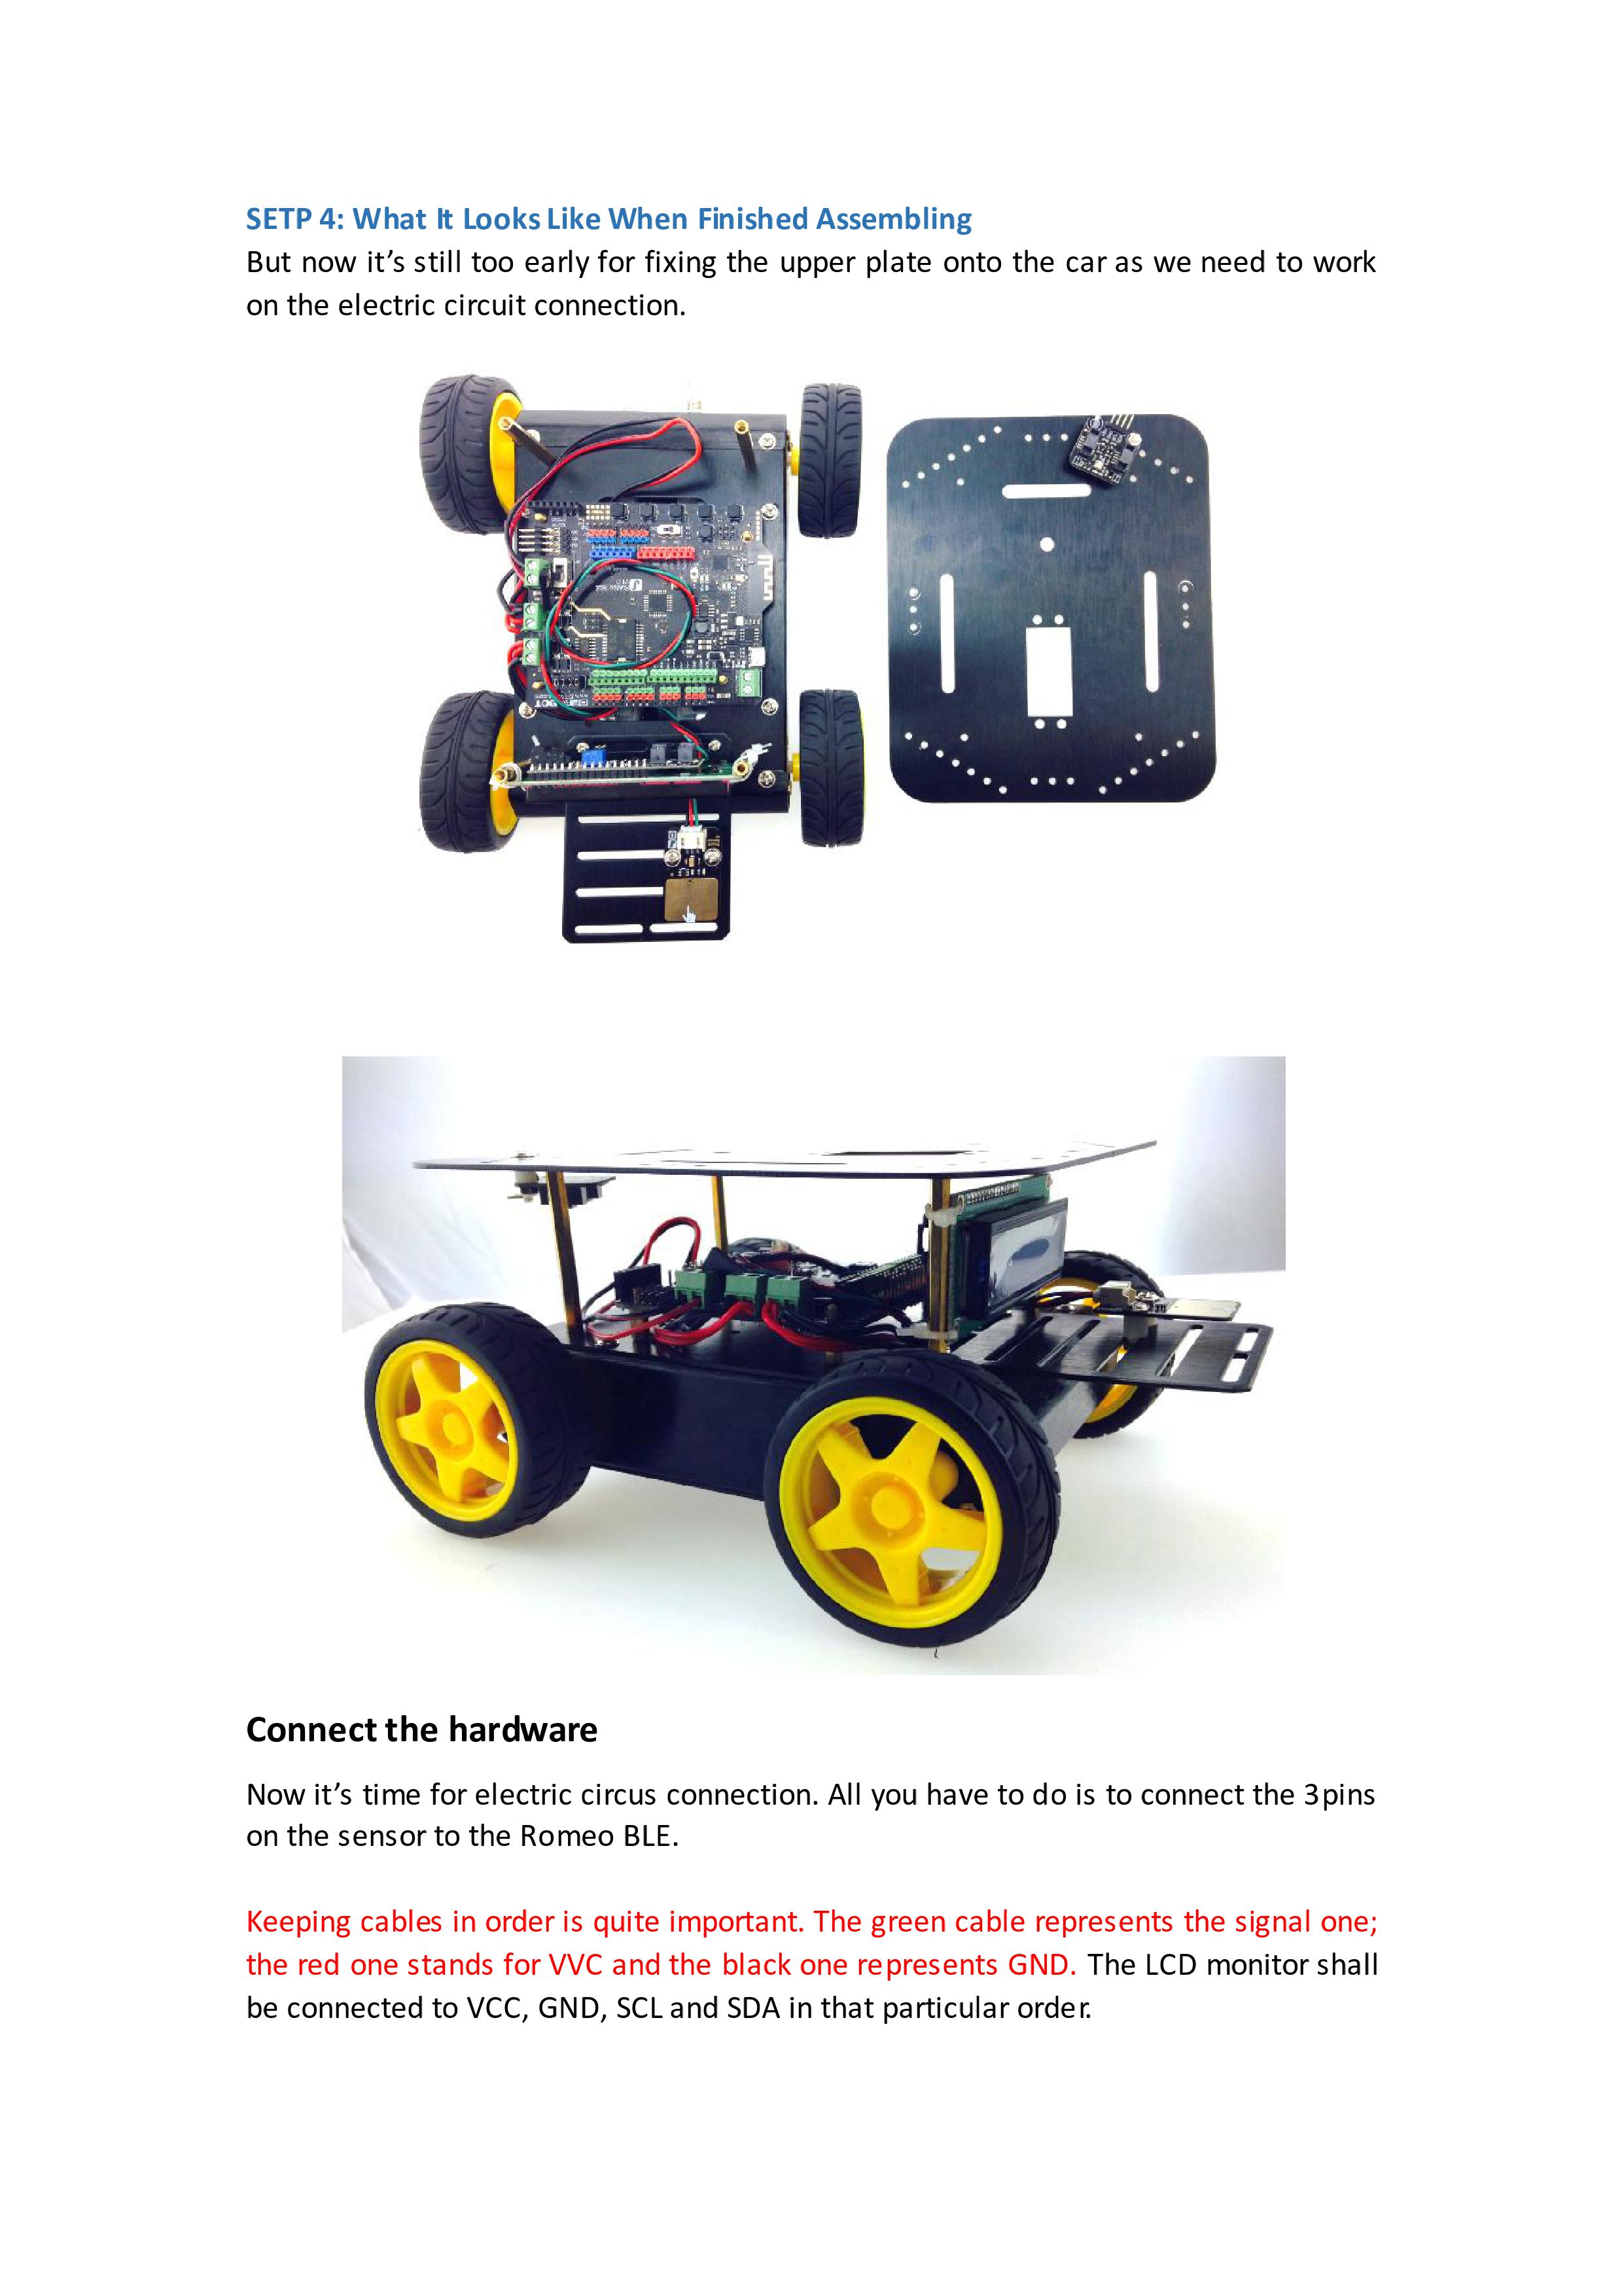 SETP 4: What It Looks Like When Finished Assembling
But now it’s still too early for fixing the upper plate onto the car as we need to work
on the electric circuit connection.
Connect the hardware
Now it’s time for electric circus connection. All you have to do is to connect the 3pins
on the sensor to the Romeo BLE.
Keeping cables in order is quite important. The green cable represents the signal one;
the red one stands for VVC and the black one represents GND. The LCD monitor shall
be connected to VCC, GND, SCL and SDA in that particular order.